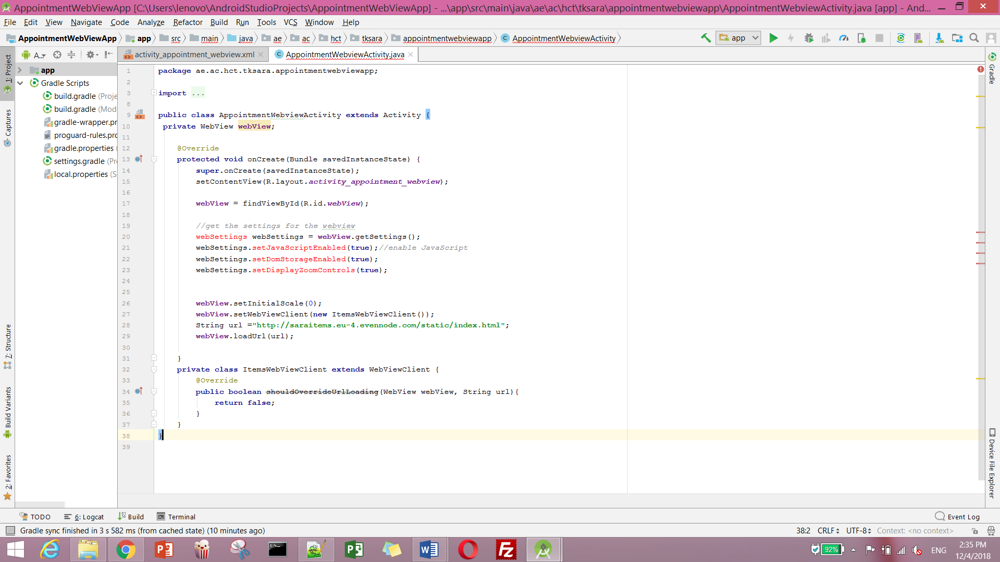 AppointmentWebViewApp [C:\Users\lenovo\AndroidStudioProjects\AppointmentWebViewApp] - ...\app\src\main\java\ae\ac\hct\tksara\appointmentwebviewapp\AppointmentWebviewActivity.java [app] - And...
File Edit View Navigate Code Analyze Refactor Build Run Tools VCS Window Help
AppointmentWebViewApp app src main java ae ac hct tksara appointmentwebviewapp AppointmentWebviewActivity app
A.. activity_appointment_webview.xml AppointmentWebviewActivity.java
1: Project
Captures
7: Structure
Build Variants
2: Favorites
app
Gradle Scripts
build.gradle (Proje
build.gradle (Mod
gradle-wrapper.pr
proguard-rules.pro
gradle.properties (
settings.gradle (Pr
local.properties (S
1 package ae.ac.hct.tksara.appointmentwebviewapp;
2
3 import ...
8
9 public class AppointmentWebviewActivity extends Activity {
10 private WebView webView;
11
12 @Override
13 protected void onCreate(Bundle savedInstanceState) {
14 super.onCreate(savedInstanceState);
15 setContentView(R.layout.activity_appointment_webview);
16
17 webView = findViewById(R.id.webView);
18
19 //get the settings for the webview
20 webSettings webSettings = webView.getSettings();
21 webSettings.setJavaScriptEnabled(true);//enable JavaScript
22 webSettings.setDomStorageEnabled(true);
23 webSettings.setDisplayZoomControls(true);
24
25
26 webView.setInitialScale(0);
27 webView.setWebViewClient(new ItemsWebViewClient());
28 String url ="http://saraitems.eu-4.evennode.com/static/index.html";
29 webView.loadUrl(url);
30
31 }
32 private class ItemsWebViewClient extends WebViewClient {
33 @Override
34 public boolean shouldOverrideUrlLoading(WebView webView, String url){
35 return false;
36 }
37 }
38 }
39
Gradle
Device File Explorer
TODO 6: Logcat Build Terminal Event Log
Gradle sync finished in 3 s 582 ms (from cached state) (10 minutes ago) 38:2 CRLF UTF-8 Context: <no context>
92% ENG 2:35 PM
12/4/2018